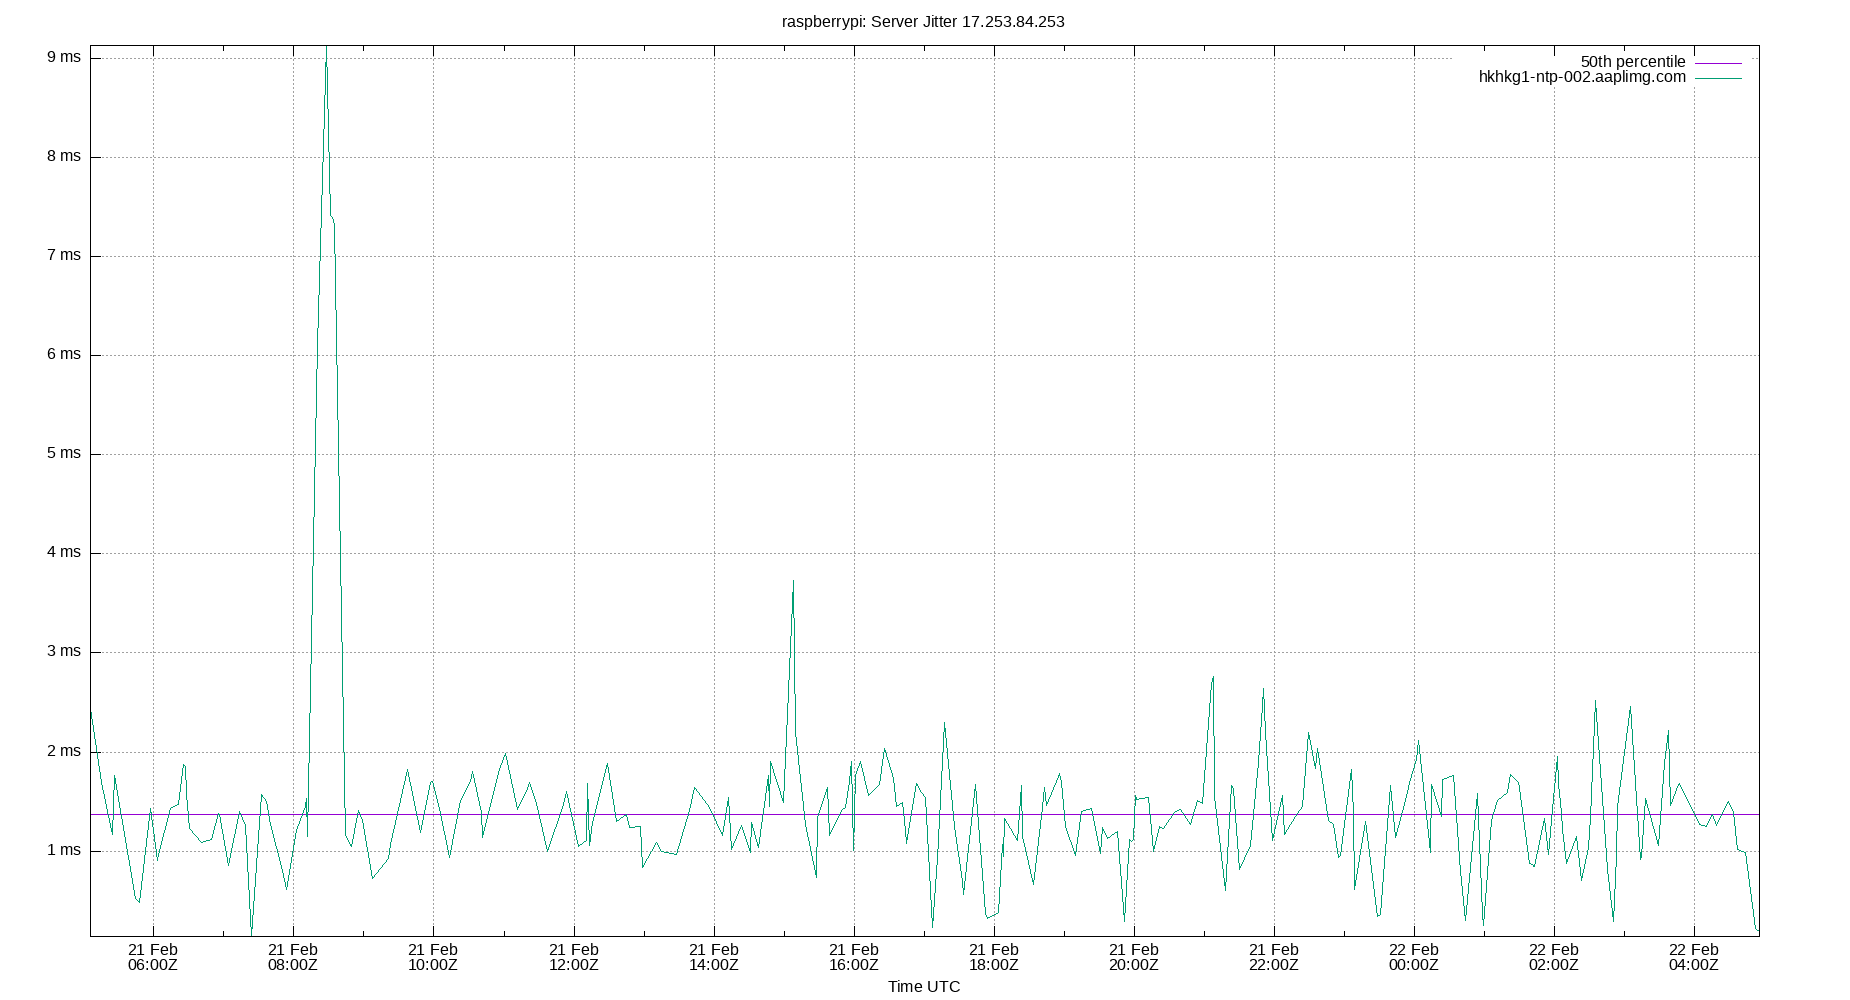 raspberrypi: Server Jitter 17.253.84.253
9 ms
8 ms
7 ms
6 ms
5 ms
4 ms
3 ms
2 ms
1 ms
50th percentile
hkhkg1-ntp-002.aaplimg.com
21 Feb 21 Feb 21 Feb 21 Feb 21 Feb 21 Feb 21 Feb 21 Feb 21 Feb 22 Feb 22 Feb 22 Feb
06:00Z 08:00Z 10:00Z 12:00Z 14:00Z 16:00Z 18:00Z 20:00Z 22:00Z 00:00Z 02:00Z 04:00Z
Time UTC